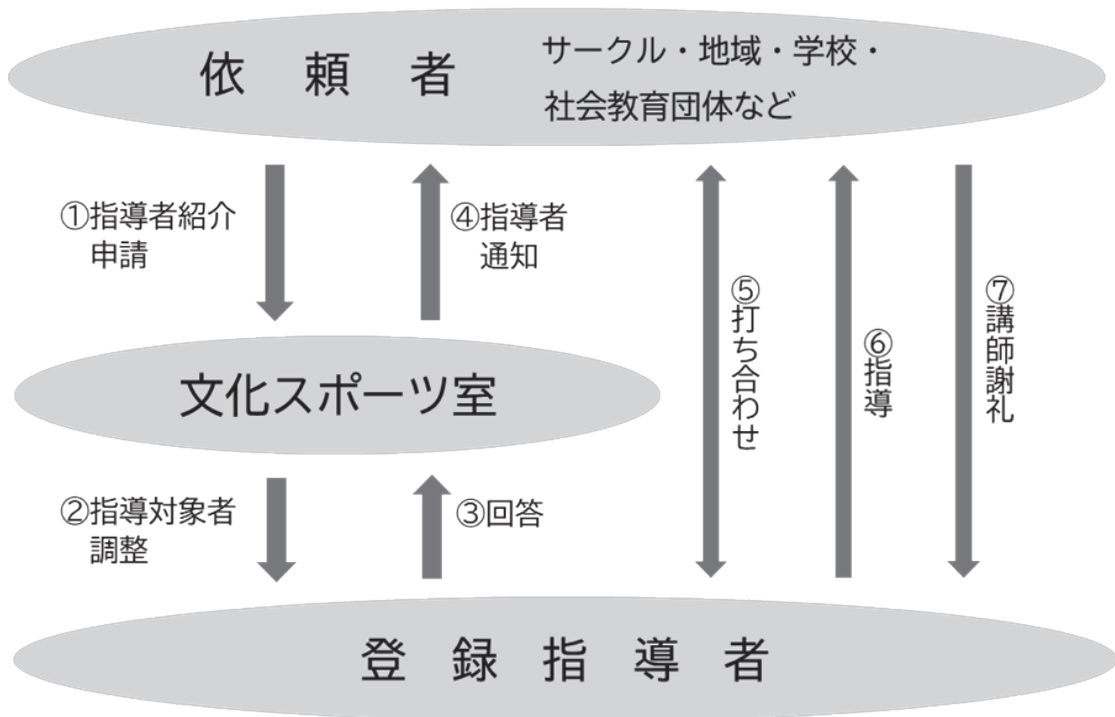 依頼者
サークル・地域・学校・
社会教育団体など
①指導者紹介
申請
④指導者
通知
⑤打ち合わせ
⑥指導
⑦講師謝礼
文化スポーツ室
②指導対象者
調整
③回答
登録指導者